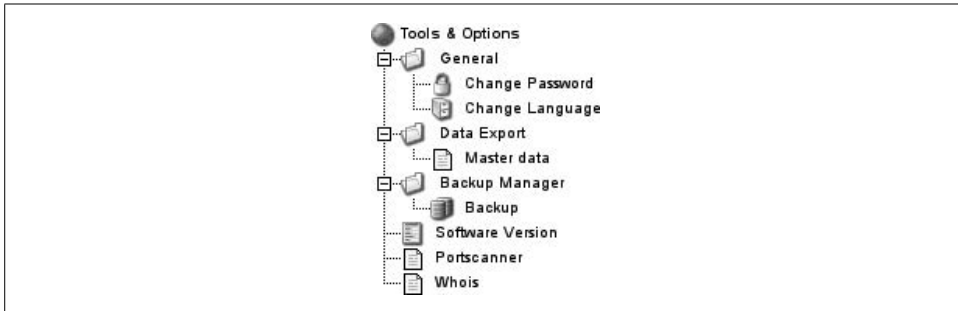 Tools & Options
General
Change Password
Change Language
Data Export
Master data
Backup Manager
Backup
Software Version
Portscanner
Whois